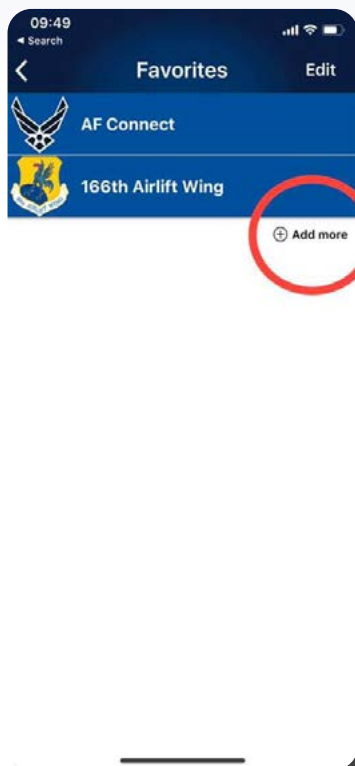 09:49
◄ Search
Favorites
Edit
AF Connect
166th Airlift Wing
Add more